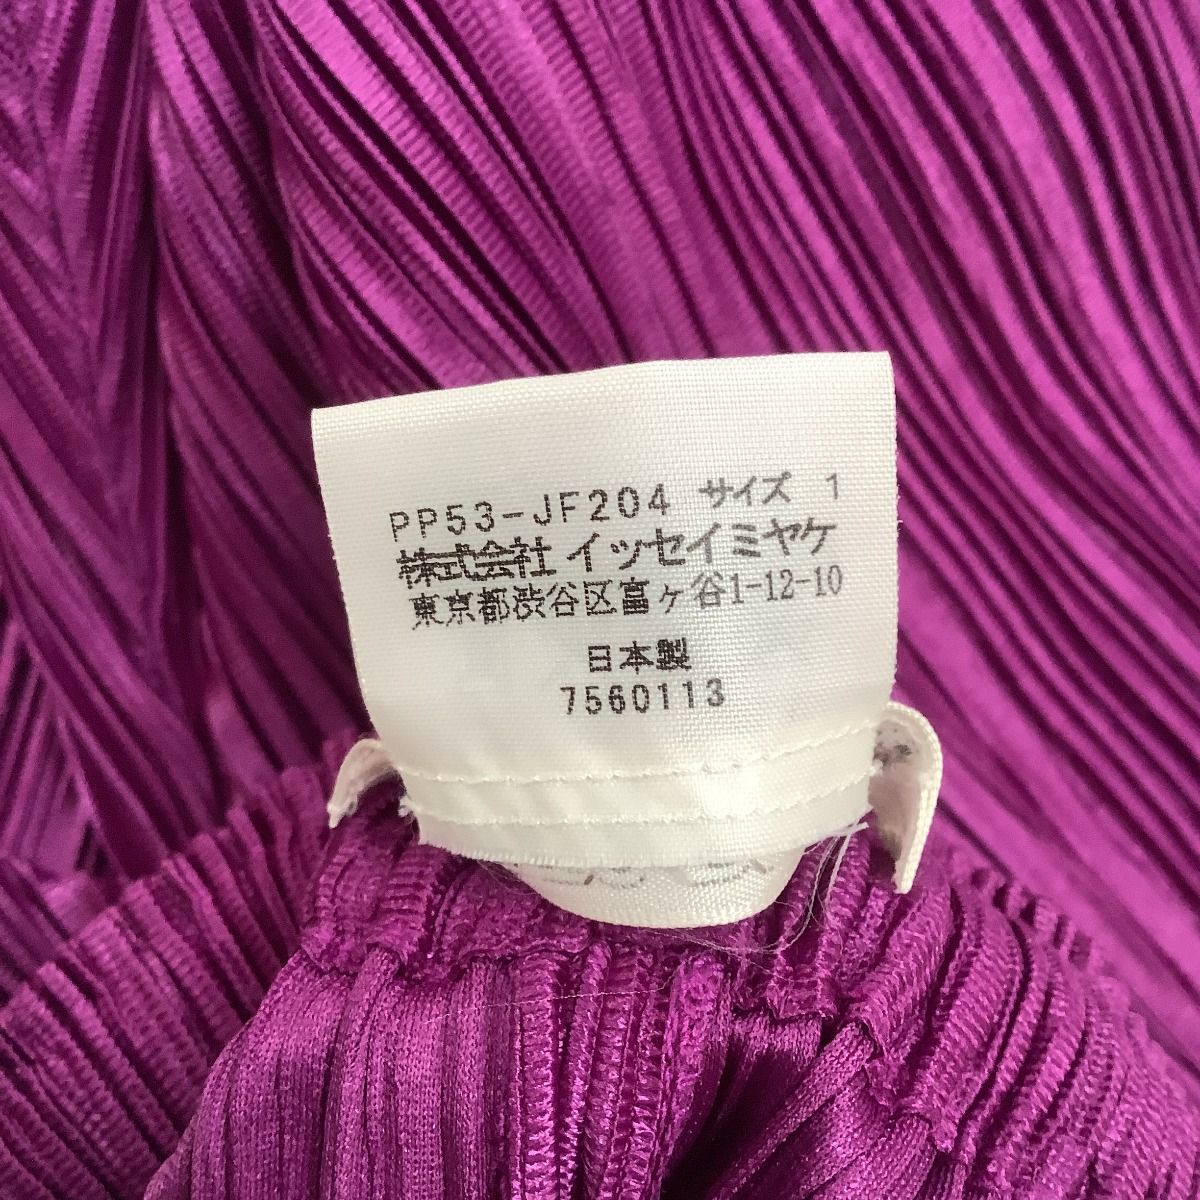 PP53-JF204 サイズ 1
株式会社 イッセイミヤケ
東京都渋谷区富ヶ谷1-12-10
日本製
7560113